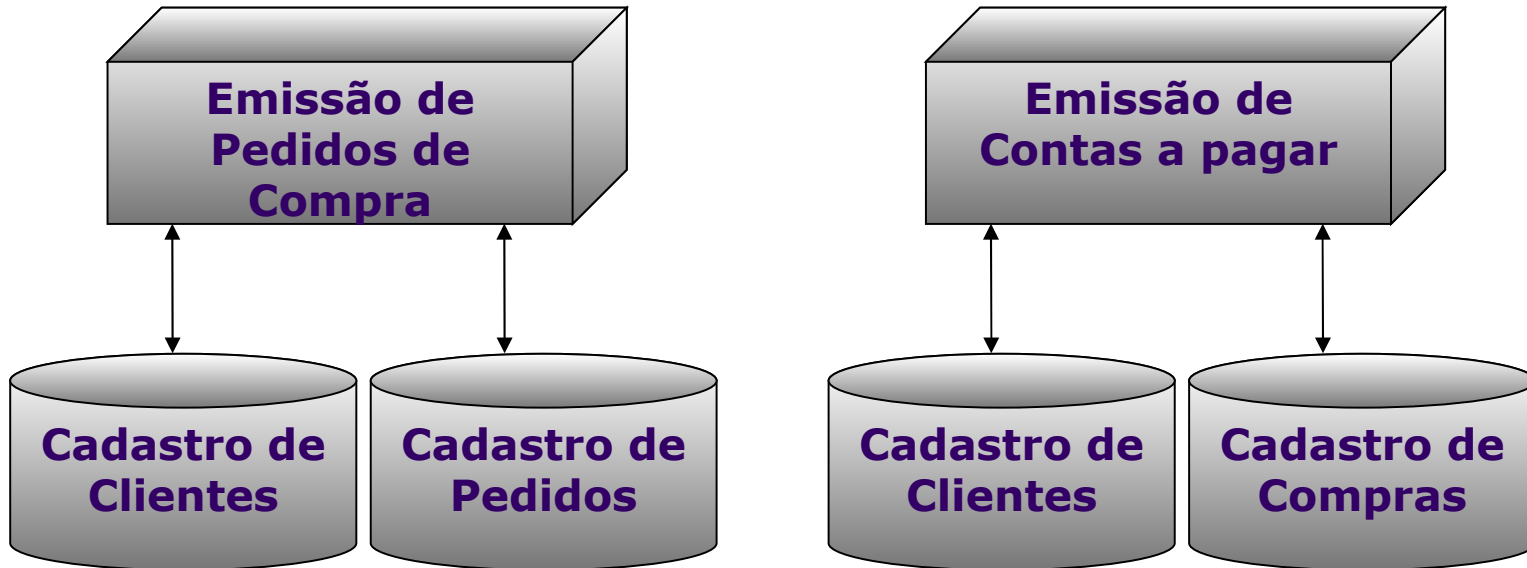 Emissão de
Pedidos de
Compra
Emissão de
Contas a pagar
Cadastro de
Clientes
Cadastro de
Pedidos
Cadastro de
Clientes
Cadastro de
Compras